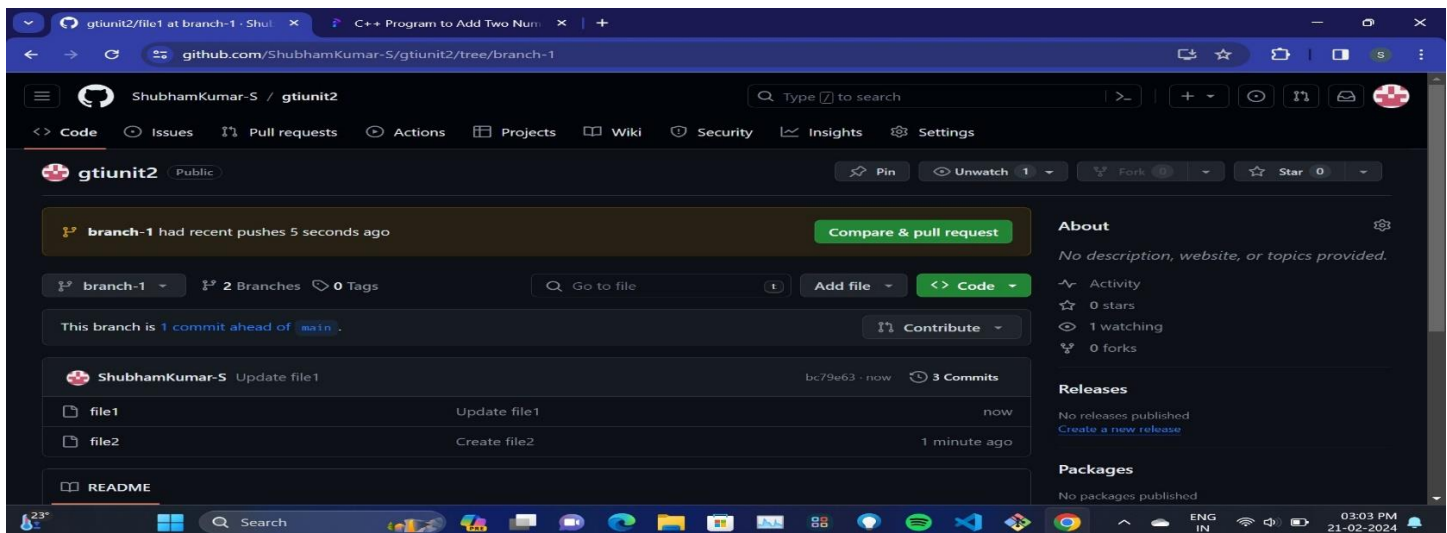 gtiunit2/file1 at branch-1 · Shul
C++ Program to Add Two Num
github.com/ShubhamKumar-S/gtiunit2/tree/branch-1
ShubhamKumar-S / gtiunit2
Type / to search
Code Issues Pull requests Actions Projects Wiki Security Insights Settings
gtiunit2 Public
Pin Unwatch 1 Fork 0 Star 0
branch-1 had recent pushes 5 seconds ago
Compare & pull request
branch-1 2 Branches 0 Tags
Go to file t
Add file <> Code
This branch is 1 commit ahead of main .
Contribute
ShubhamKumar-S Update file1
bc79e63 · now 3 Commits
file1 Update file1 now
file2 Create file2 1 minute ago
README
About
No description, website, or topics provided.
Activity
0 stars
1 watching
0 forks
Releases
No releases published
Create a new release
Packages
No packages published
23°
Search
ENG
IN
03:03 PM
21-02-2024